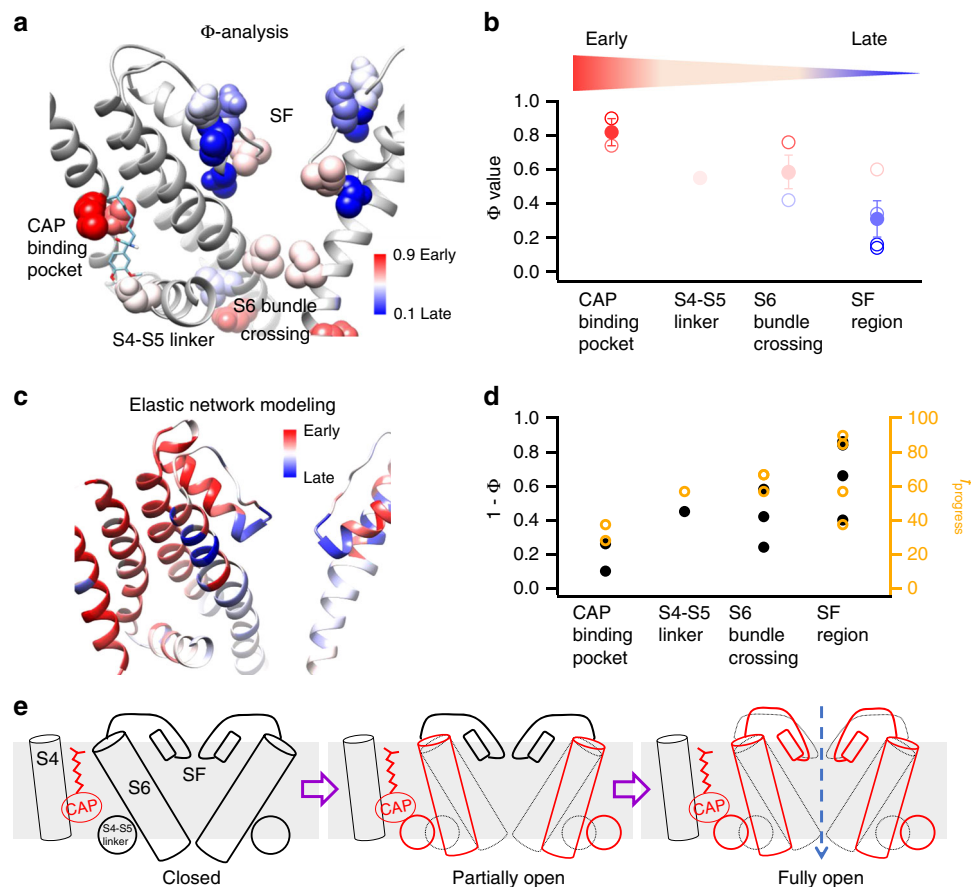 a
Φ-analysis
SF
CAP
binding
pocket
S4-S5 linker
S6 bundle
crossing
0.9 Early
0.1 Late
b
Early
Late
Φ value
1.0
0.8
0.6
0.4
0.2
0.0
CAP
binding
pocket
S4-S5
linker
S6
bundle
crossing
SF
region
c
Elastic network modeling
Early
Late
d
1 - Φ
1.0
0.8
0.6
0.4
0.2
0.0
100
80
60
40
20
0
fprogress
CAP
binding
pocket
S4-S5
linker
S6
bundle
crossing
SF
region
e
S4
CAP
S4-S5
linker
S6
SF
Closed
CAP
Partially open
CAP
Fully open